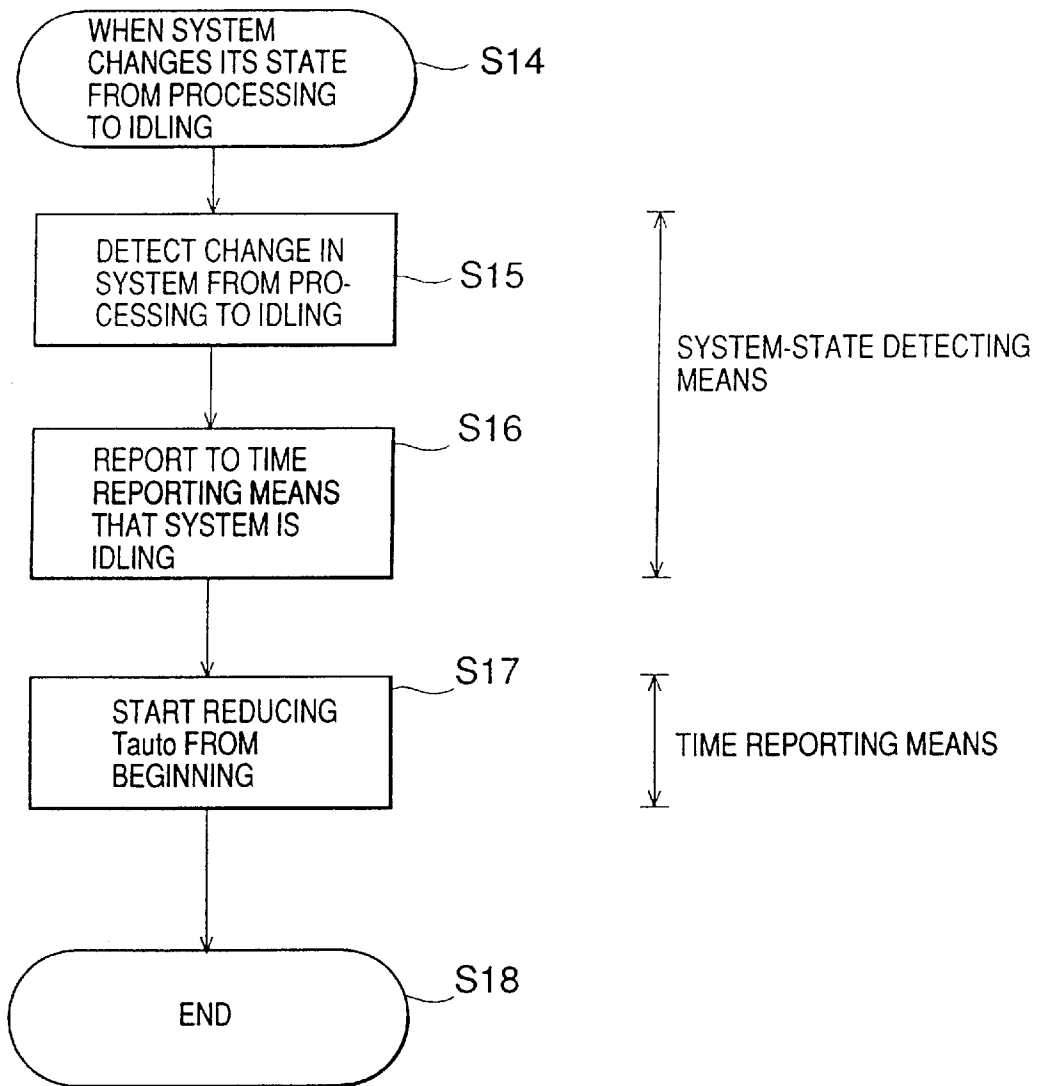 WHEN SYSTEM
CHANGES ITS STATE
FROM PROCESSING
TO IDLING
S14
DETECT CHANGE IN
SYSTEM FROM PRO-
CESSING TO IDLING
S15
SYSTEM-STATE DETECTING
MEANS
S16
REPORT TO TIME
REPORTING MEANS
THAT SYSTEM IS
IDLING
S17
START REDUCING
Tauto FROM
BEGINNING
TIME REPORTING MEANS
S18
END